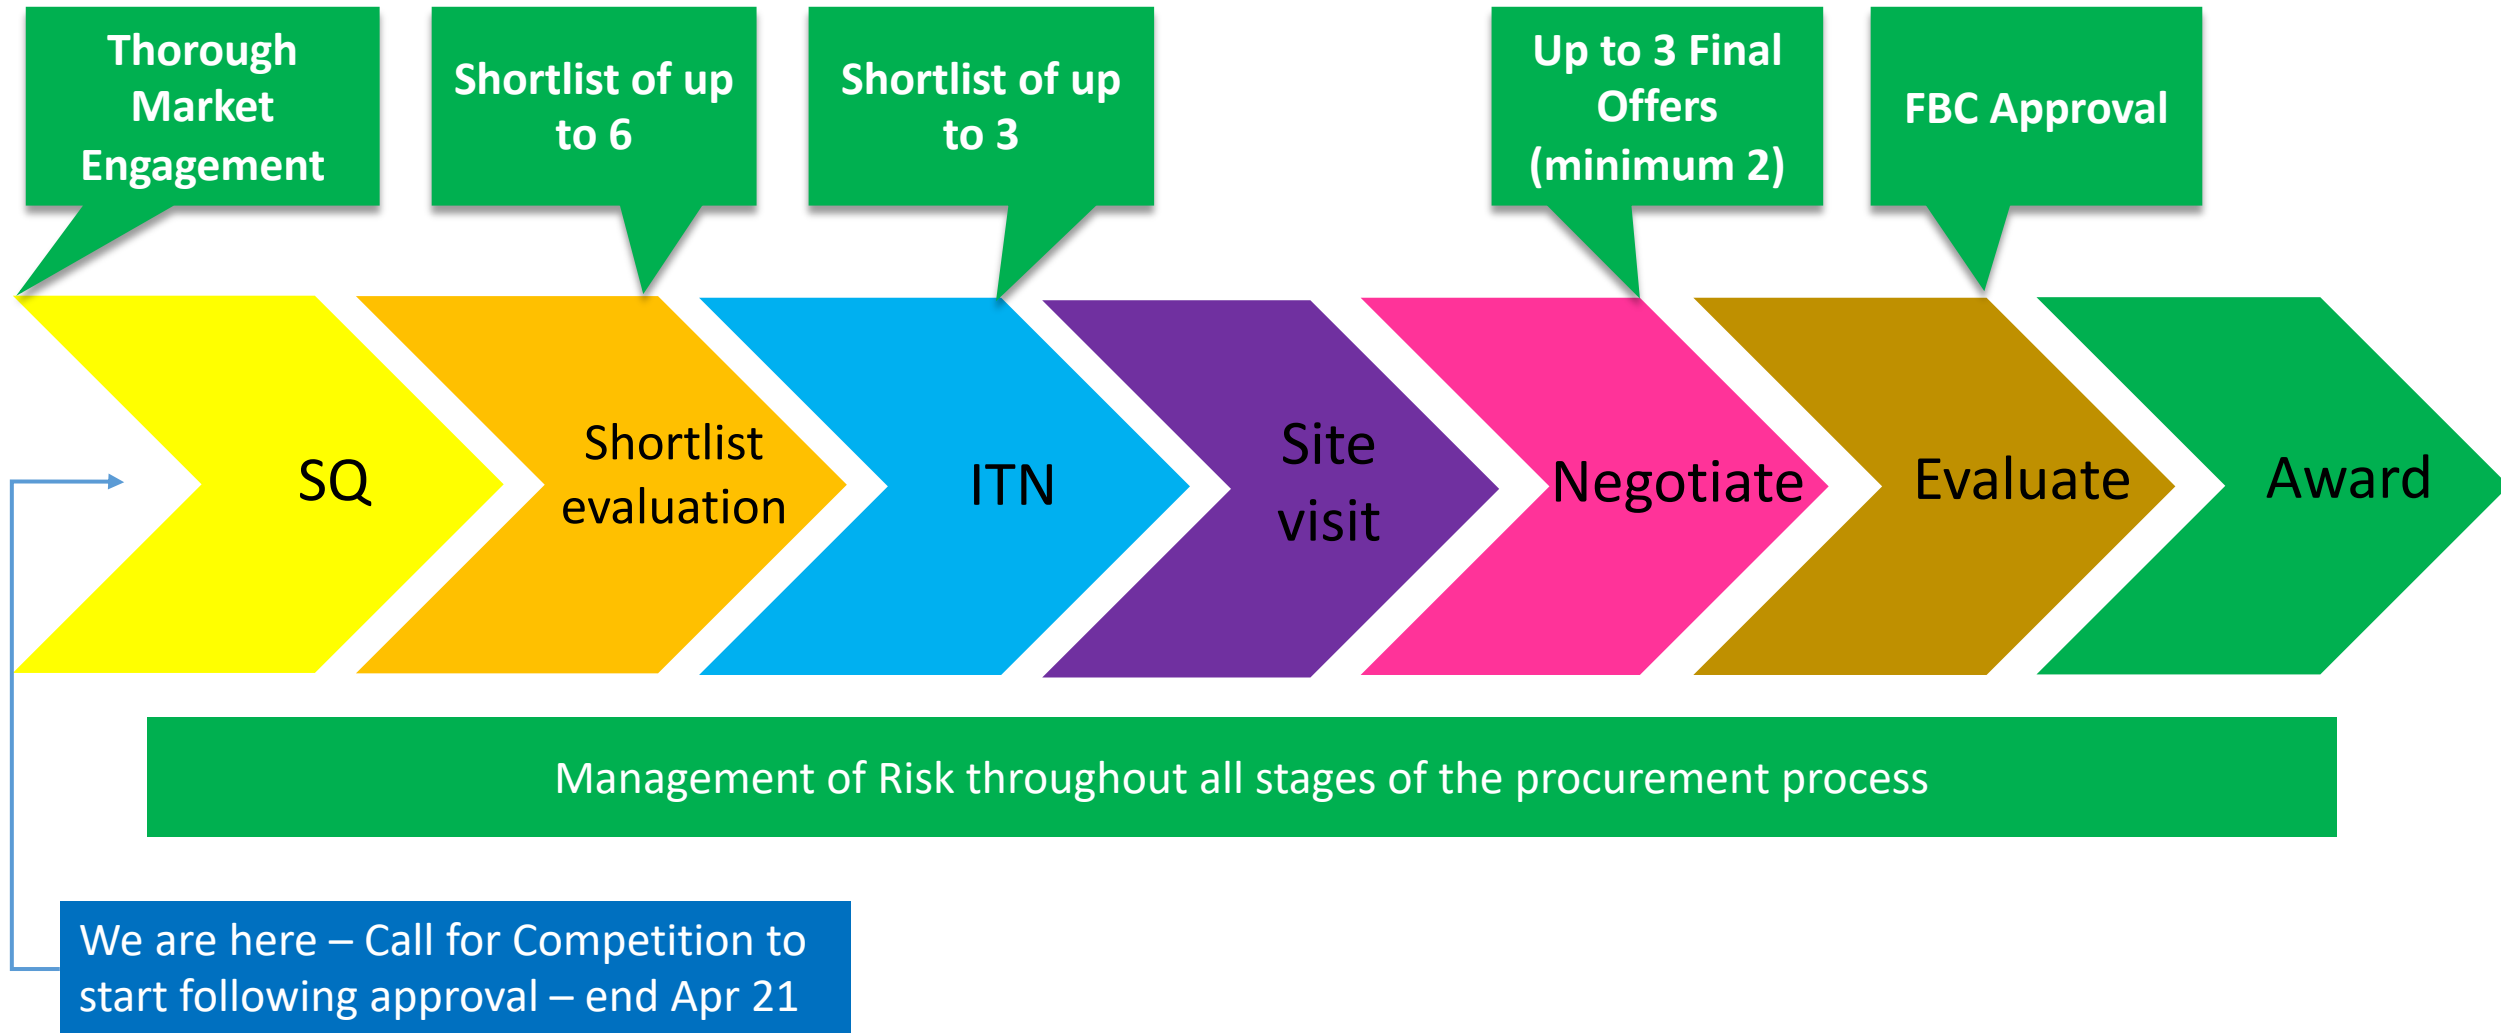 Thorough
Market
Engagement
Shortlist of up
to 6
Shortlist of up
to 3
Up to 3 Final
Offers
(minimum 2)
FBC Approval
SQ
Shortlist
evaluation
ITN
Site
visit
Negotiate
Evaluate
Award
Management of Risk throughout all stages of the procurement process
We are here – Call for Competition to
start following approval – end Apr 21